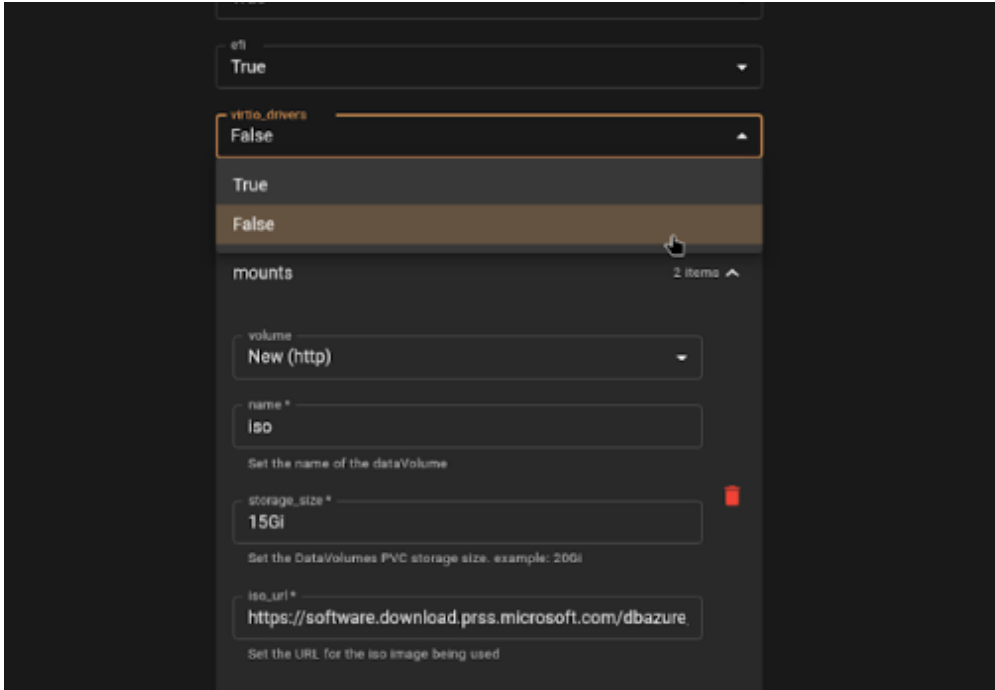 efi
True
virtio_drivers
False
True
False
mounts
2 items
volume
New (http)
name *
iso
Set the name of the dataVolume
storage_size *
15Gi
Set the DataVolumes PVC storage size. example: 20Gi
iso_url *
https://software.download.prss.microsoft.com/dbazure_
Set the URL for the iso image being used